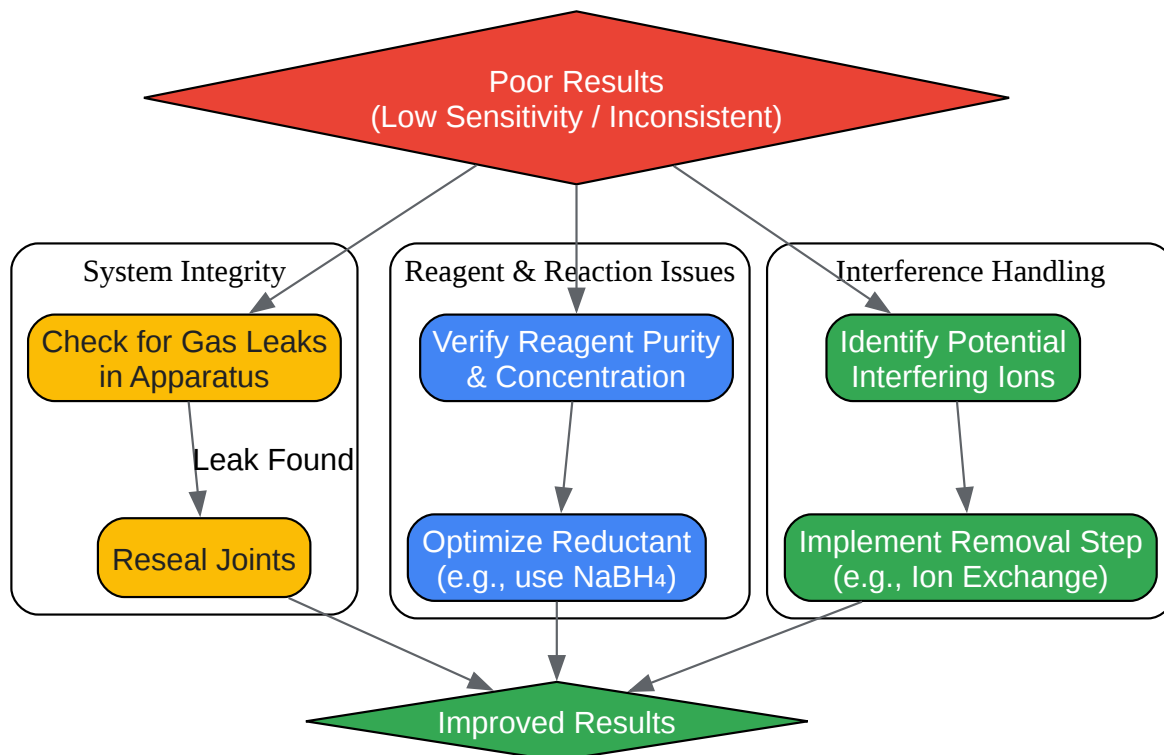 Poor Results
(Low Sensitivity / Inconsistent)
System Integrity
Check for Gas Leaks
in Apparatus
Leak Found
Reseal Joints
Reagent & Reaction Issues
Verify Reagent Purity
& Concentration
Optimize Reductant
(e.g., use NaBH₄)
Interference Handling
Identify Potential
Interfering Ions
Implement Removal Step
(e.g., Ion Exchange)
Improved Results